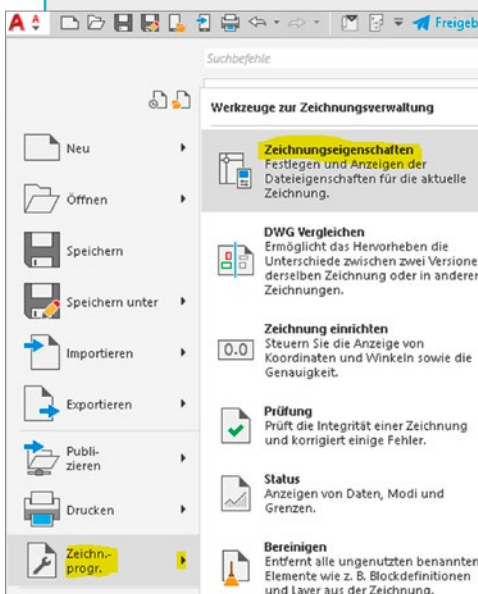 Freigeb
Suchbefehle
Werkzeuge zur Zeichnungsverwaltung
Neu
Öffnen
Speichern
Speichern unter
Importieren
Exportieren
Publi-
zieren
Drucken
Zeichn.-
progr.
Zeichnungseigenschaften
Festlegen und Anzeigen der
Dateieigenschaften für die aktuelle
Zeichnung.
DWG Vergleichen
Ermöglicht das Hervorheben die
Unterschiede zwischen zwei Versione
derselben Zeichnung oder in anderer
Zeichnungen.
0.0
Zeichnung einrichten
Steuern Sie die Anzeige von
Koordinaten und Winkeln sowie die
Genauigkeit.
Prüfung
Prüft die Integrität einer Zeichnung
und korrigiert einige Fehler.
Status
Anzeigen von Daten, Modi und
Grenzen.
Bereinigen
Entfernt alle ungenutzten benannten
Elemente wie z. B. Blockdefinitionen
und Layer aus der Zeichnung.